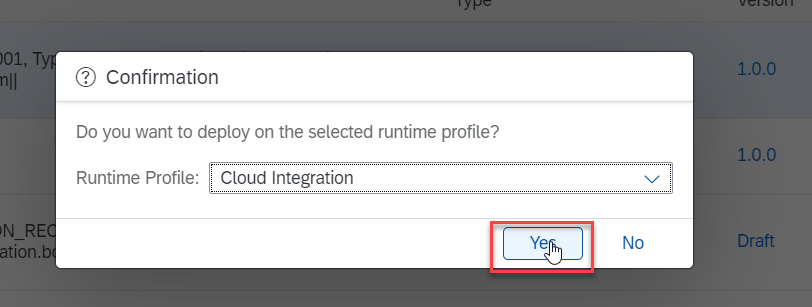 Type
Version
001, Typ
m||
1.0.0
Confirmation
Do you want to deploy on the selected runtime profile?
1.0.0
Runtime Profile: Cloud Integration
ON_REC
ation.bo
Yes No
Draft